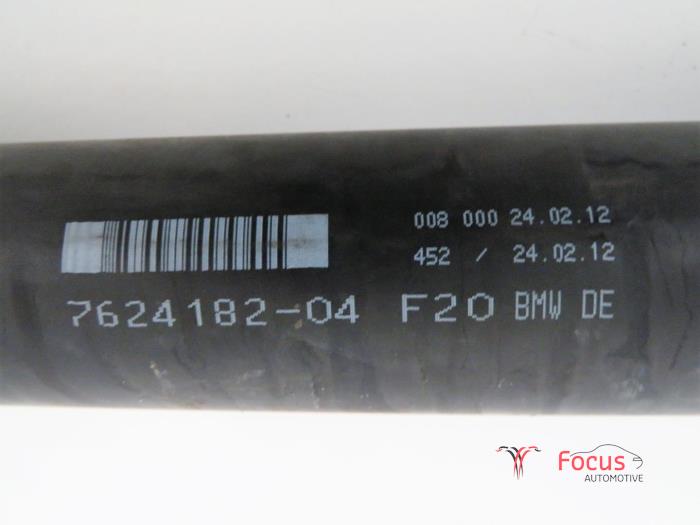 008 000 24.02.12
452 / 24.02.12
7624182-04 F20 BMW DE
Focus
AUTOMOTIVE